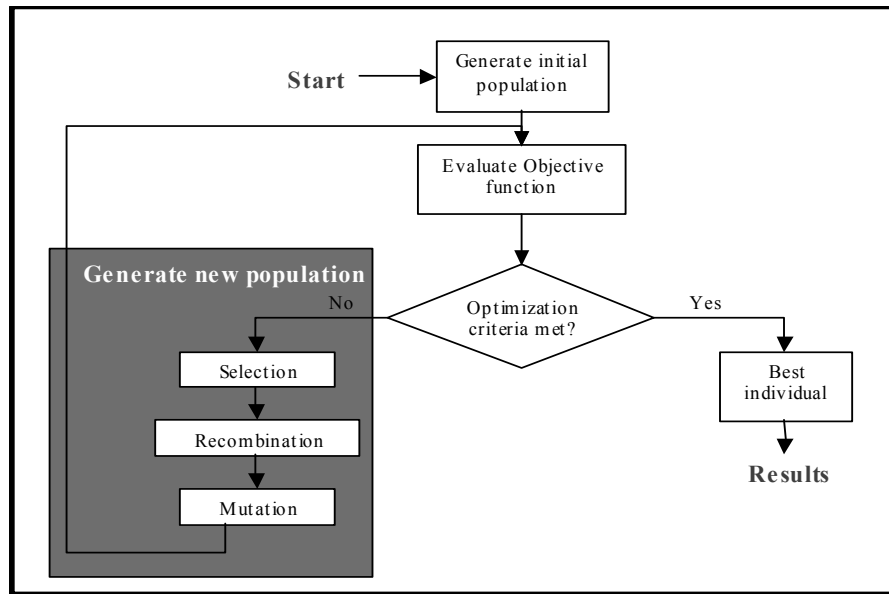 Start
Generate initial
population
Evaluate Objective
function
Generate new population
No
Optimization
criteria met?
Yes
Selection
Recombination
Mutation
Best
individual
Results